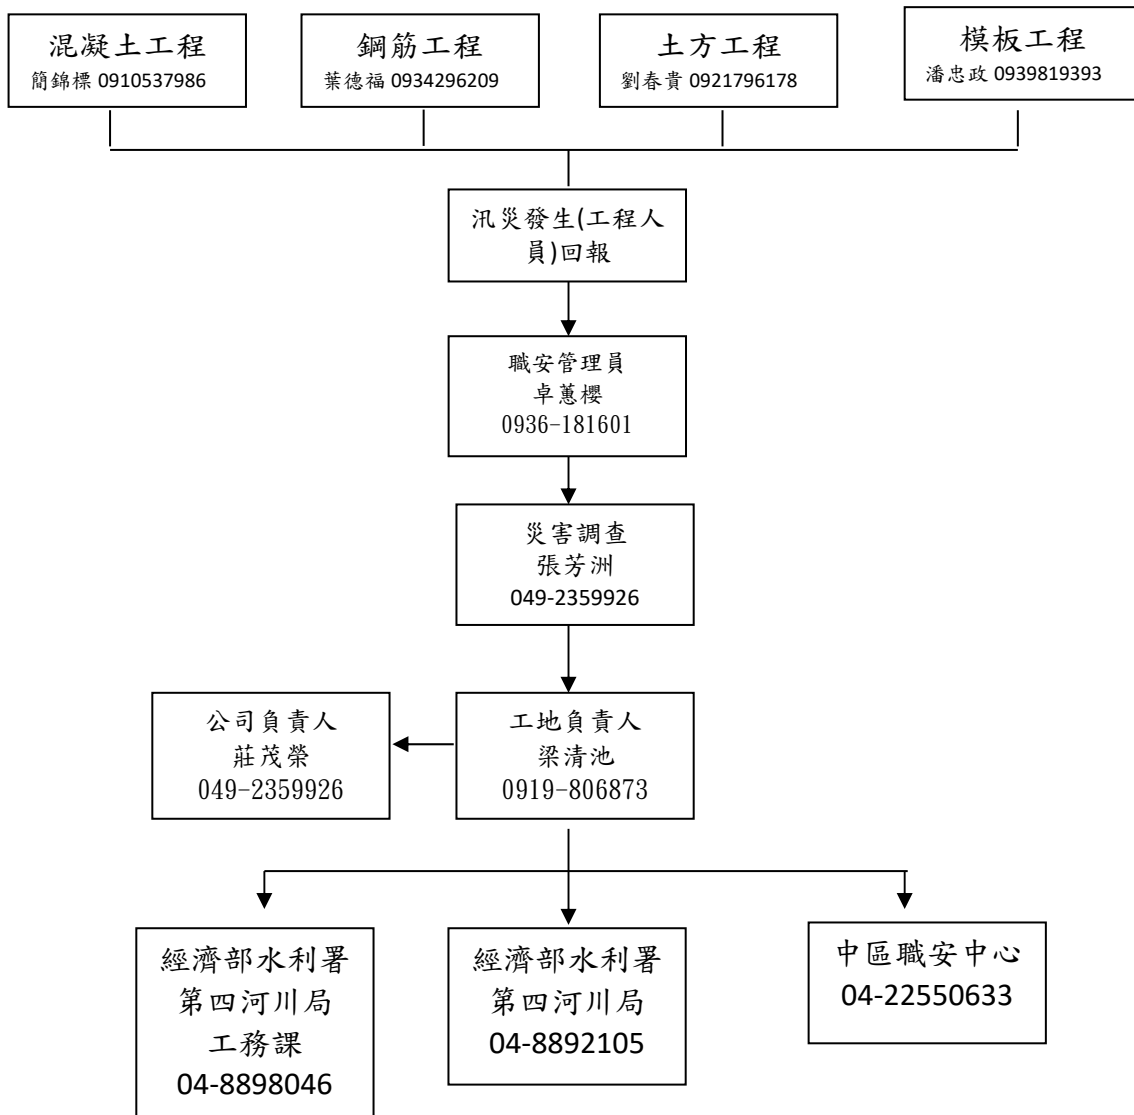 混凝土工程
簡錦標 0910537986
鋼筋工程
葉德福 0934296209
土方工程
劉春貴 0921796178
模板工程
潘忠政 0939819393
汛災發生(工程人
員)回報
職安管理員
卓蕙櫻
0936-181601
災害調查
張芳洲
049-2359926
公司負責人
莊茂榮
049-2359926
工地負責人
梁清池
0919-806873
經濟部水利署
第四河川局
工務課
04-8898046
經濟部水利署
第四河川局
04-8892105
中區職安中心
04-22550633